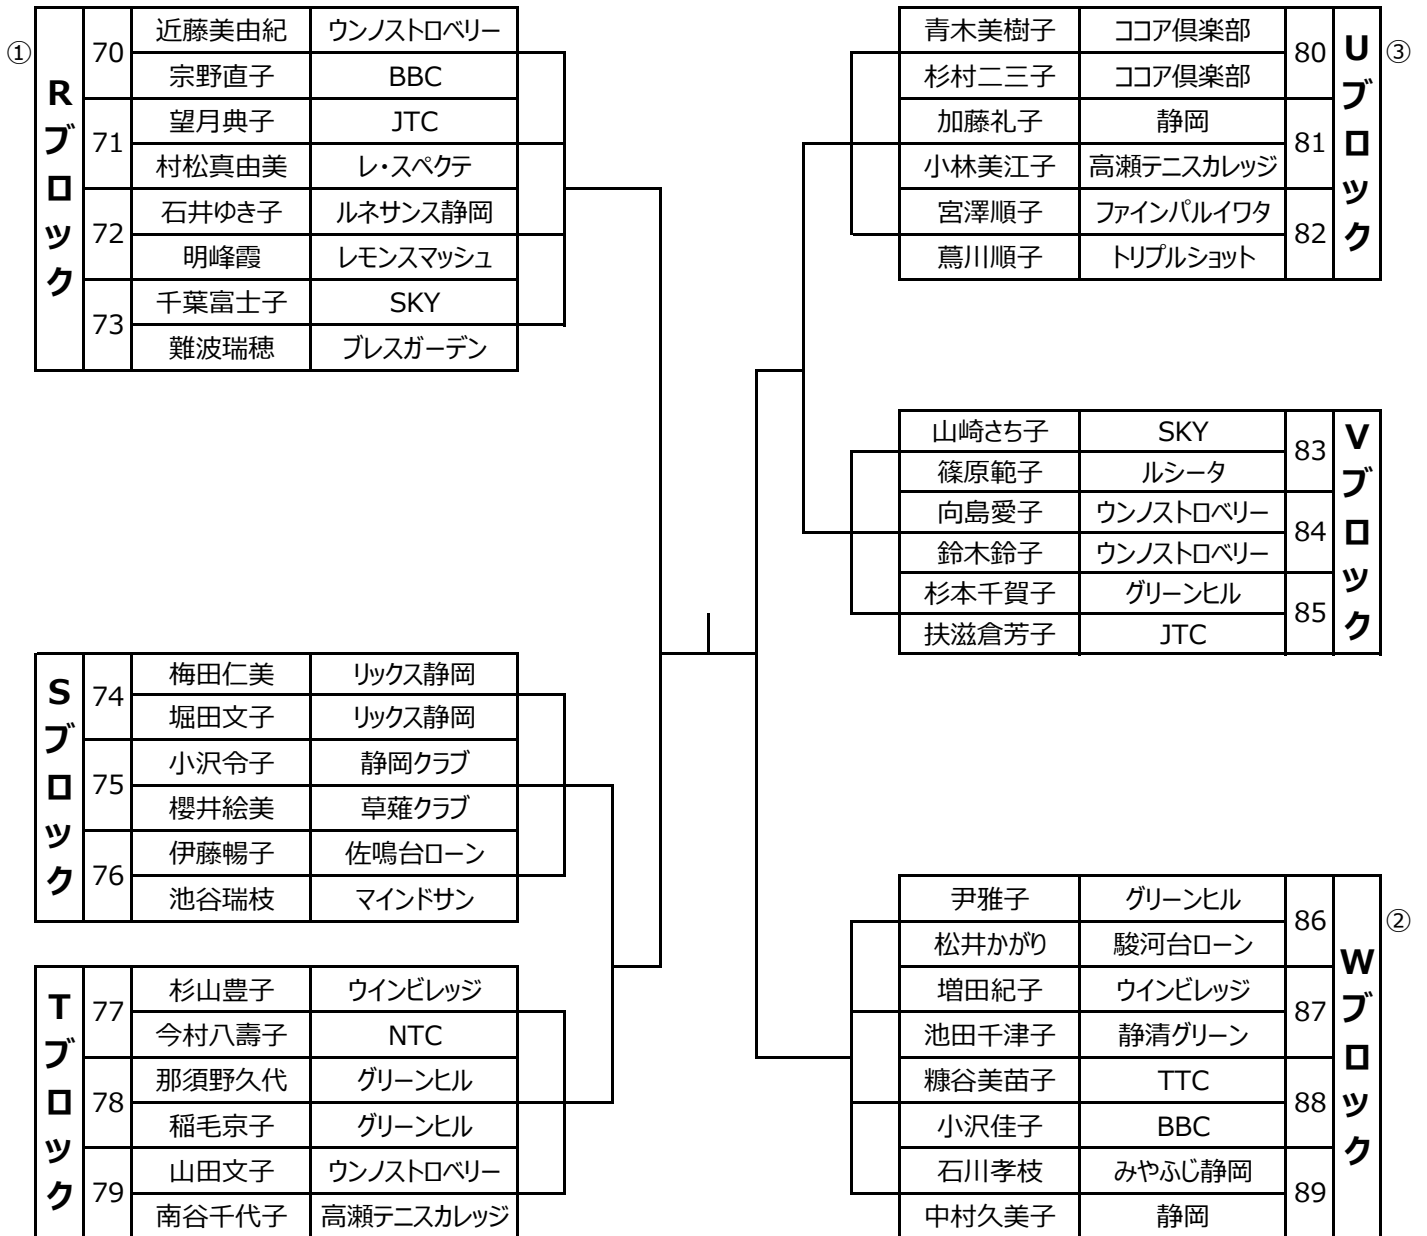 ① Rブロック
70 近藤美由紀 ウンノストロベリー
宗野直子 BBC
71 望月典子 JTC
村松真由美 レ・スペクテ
72 石井ゆき子 ルネサンス静岡
明峰霞 レモンスマッシュ
73 千葉富士子 SKY
難波瑞穂 ブレスガーデン
Sブロック
74 梅田仁美 リックス静岡
堀田文子 リックス静岡
75 小沢令子 静岡クラブ
櫻井絵美 草薙クラブ
76 伊藤暢子 佐鳴台ローン
池谷瑞枝 マインドサン
Tブロック
77 杉山豊子 ウインビレッジ
今村八壽子 NTC
78 那須野久代 グリーンヒル
稲毛京子 グリーンヒル
79 山田文子 ウンノストロベリー
南谷千代子 高瀬テニスカレッジ
Uブロック ③
青木美樹子 ココア倶楽部 80
杉村二三子 ココア倶楽部
加藤礼子 静岡 81
小林美江子 高瀬テニスカレッジ
宮澤順子 ファインパルイワタ 82
蔦川順子 トリプルショット
Vブロック
山崎さち子 SKY 83
篠原範子 ルシータ
向島愛子 ウンノストロベリー 84
鈴木鈴子 ウンノストロベリー
杉本千賀子 グリーンヒル 85
扶滋倉芳子 JTC
Wブロック ②
尹雅子 グリーンヒル 86
松井かがり 駿河台ローン
増田紀子 ウインビレッジ 87
池田千津子 静清グリーン
糠谷美苗子 TTC 88
小沢佳子 BBC
石川孝枝 みやふじ静岡 89
中村久美子 静岡